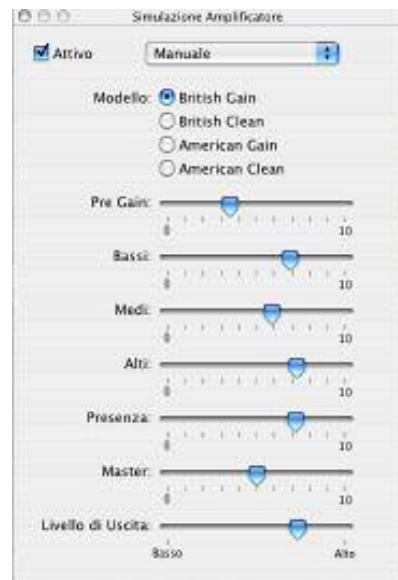 Simulazione Amplificatore
Attivo Manuale
Modello: British Gain
British Clean
American Gain
American Clean
Pre Gain:
0 10
Bassi:
0 10
Medi:
0 10
Alti:
0 10
Presenza:
0 10
Master:
0 10
Livello di Uscita:
Basso Alto